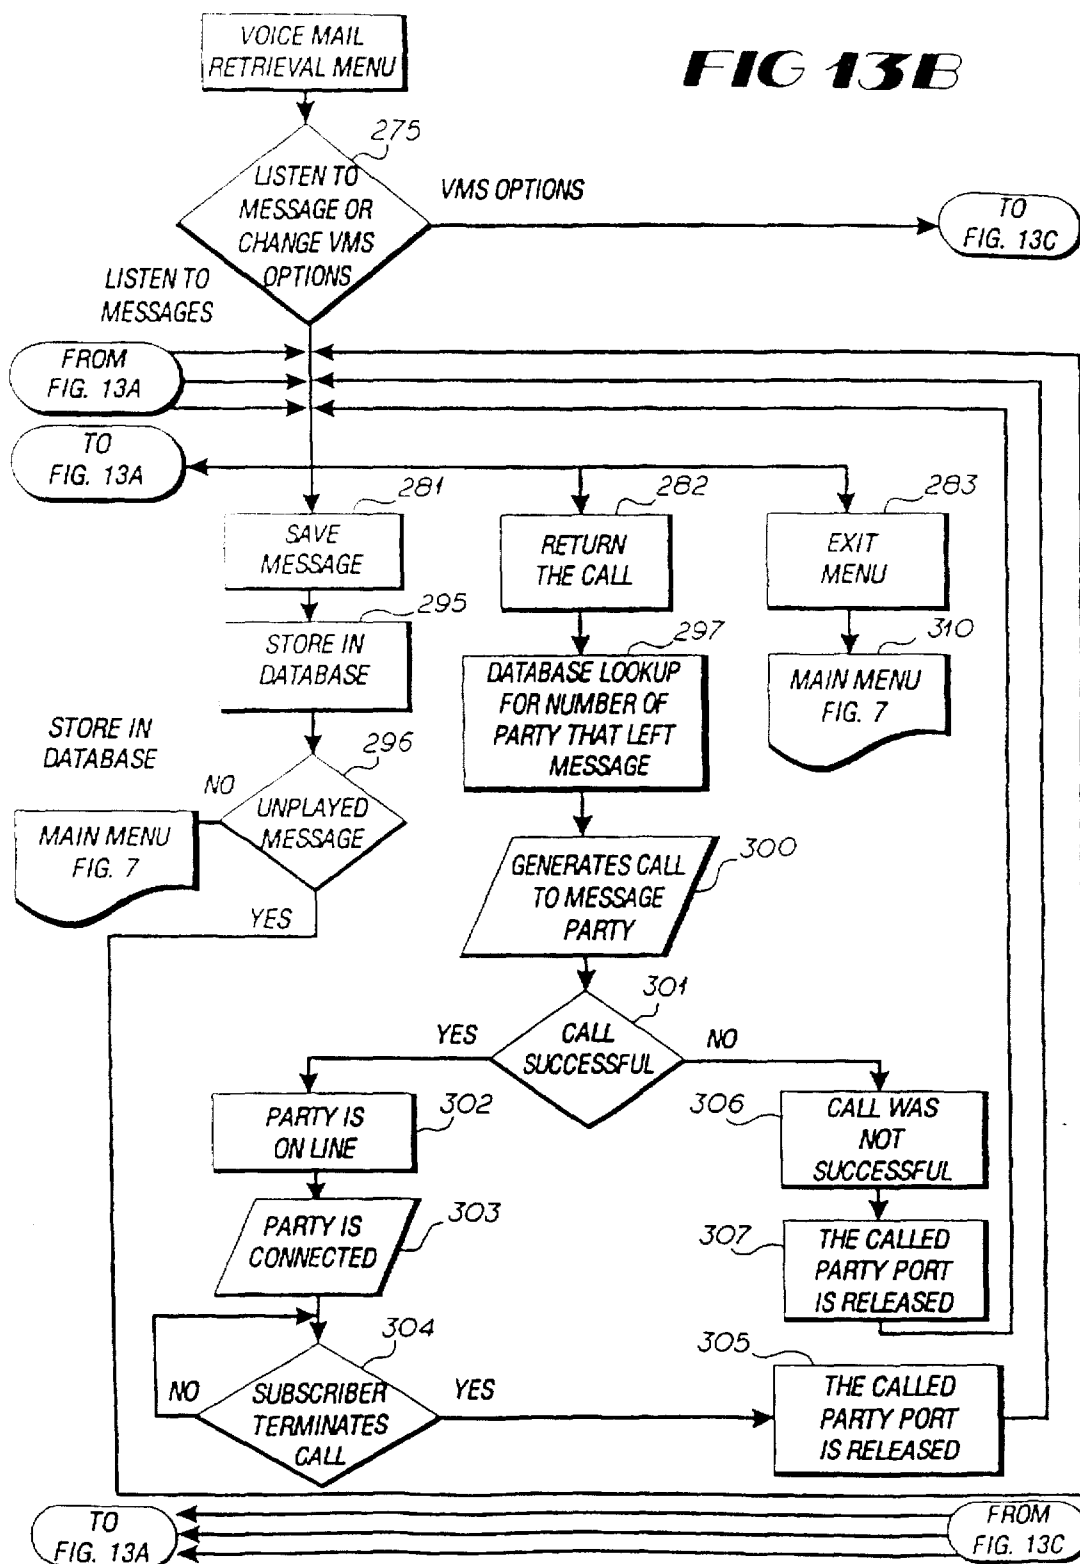 VOICE MAIL
RETRIEVAL MENU
FIG 13B
275
LISTEN TO
MESSAGE OR
CHANGE VMS
OPTIONS
VMS OPTIONS
TO
FIG. 13C
LISTEN TO
MESSAGES
FROM
FIG. 13A
TO
FIG. 13A
281
SAVE
MESSAGE
282
RETURN
THE CALL
283
EXIT
MENU
295
STORE IN
DATABASE
297
DATABASE LOOKUP
FOR NUMBER OF
PARTY THAT LEFT
MESSAGE
310
MAIN MENU
FIG. 7
STORE IN
DATABASE
296
UNPLAYED
MESSAGE
NO
MAIN MENU
FIG. 7
YES
300
GENERATES CALL
TO MESSAGE
PARTY
301
CALL
SUCCESSFUL
YES
NO
302
PARTY IS
ON LINE
306
CALL WAS
NOT
SUCCESSFUL
303
PARTY IS
CONNECTED
307
THE CALLED
PARTY PORT
IS RELEASED
304
SUBSCRIBER
TERMINATES
CALL
NO
YES
305
THE CALLED
PARTY PORT
IS RELEASED
TO
FIG. 13A
FROM
FIG. 13C